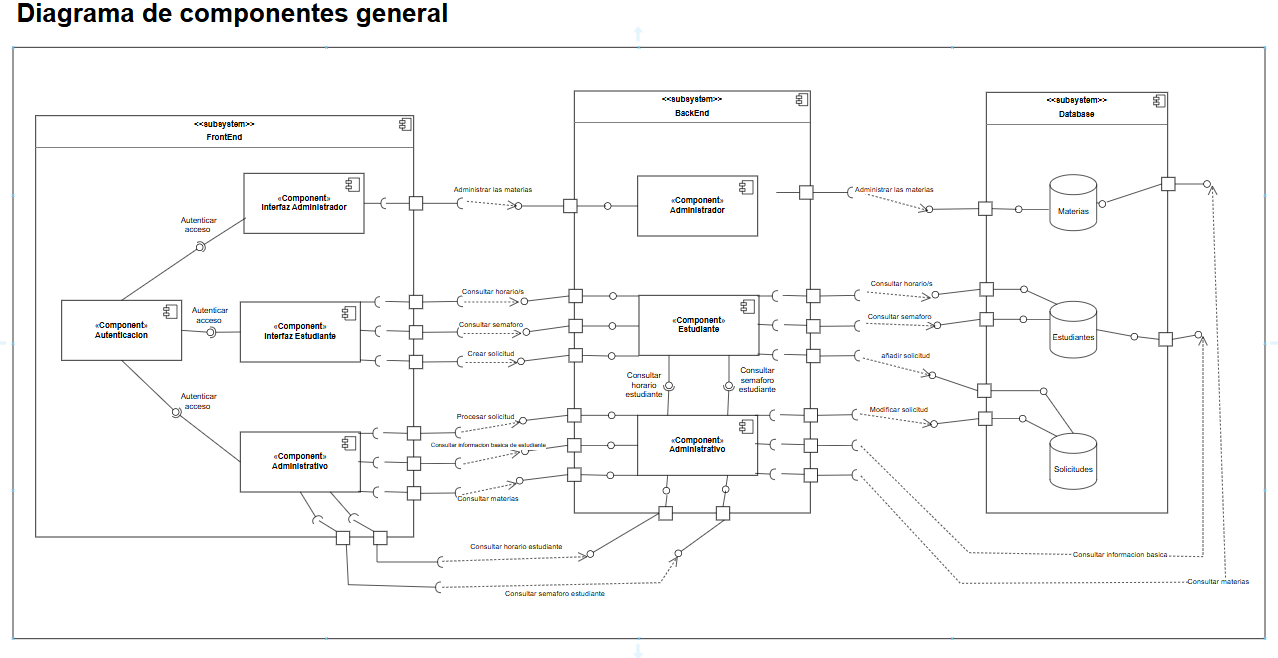 Diagrama de componentes general
<<subsystem>>
FrontEnd
«Component»
Interfaz Administrador
Autenticar
acceso
«Component»
Autenticacion
Autenticar
acceso
«Component»
Interfaz Estudiante
Autenticar
acceso
«Component»
Administrativo
Administrar las materias
Consultar horario/s
Consultar semaforo
Crear solicitud
Procesar solicitud
Consultar informacion basica de estudiante
Consultar materias
Consultar horario estudiante
Consultar semaforo estudiante
<<subsystem>>
BackEnd
«Component»
Administrador
«Component»
Estudiante
Consultar
horario
estudiante
Consultar
semaforo
estudiante
«Component»
Administrativo
Administrar las materias
Consultar horario/s
Consultar semaforo
añadir solicitud
Modificar solicitud
Consultar informacion basica
Consultar materias
<<subsystem>>
Database
Materias
Estudiantes
Solicitudes